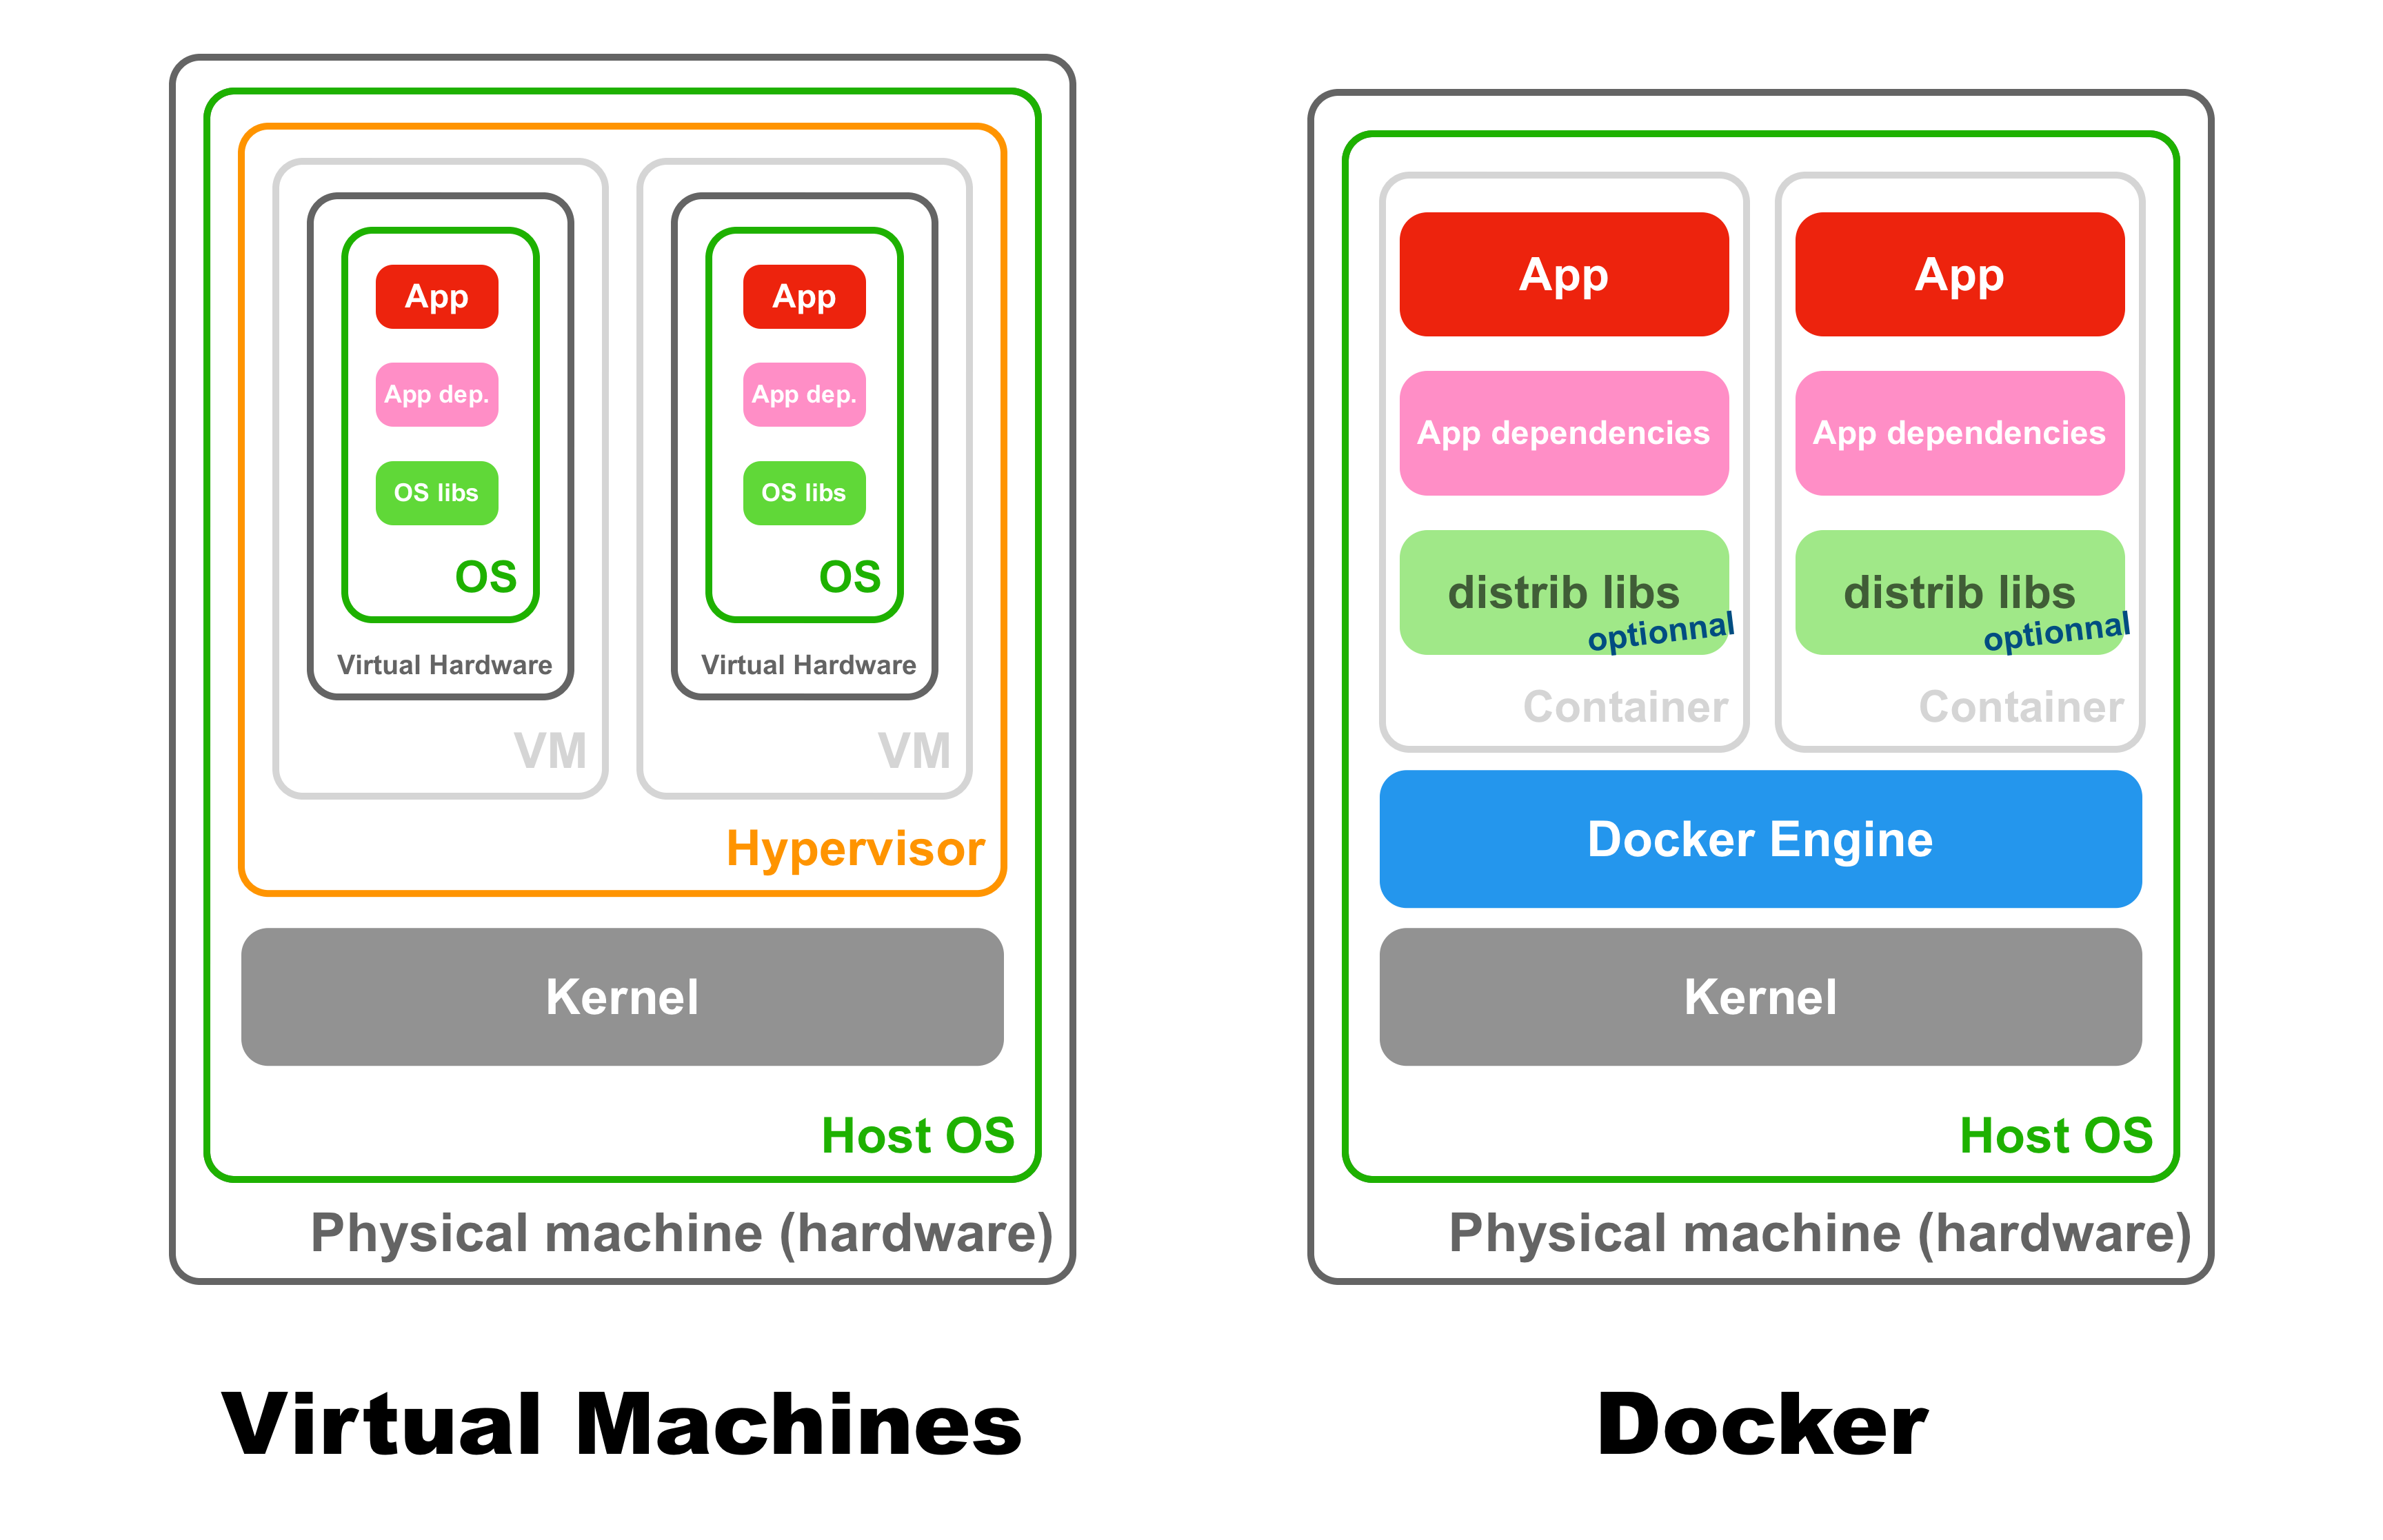 App
App dep.
OS libs
OS
Virtual Hardware
VM
App
App dep.
OS libs
OS
Virtual Hardware
VM
Hypervisor
Kernel
Host OS
Physical machine (hardware)
Virtual Machines
App
App dependencies
distrib libs
optionnal
Container
App
App dependencies
distrib libs
optionnal
Container
Docker Engine
Kernel
Host OS
Physical machine (hardware)
Docker